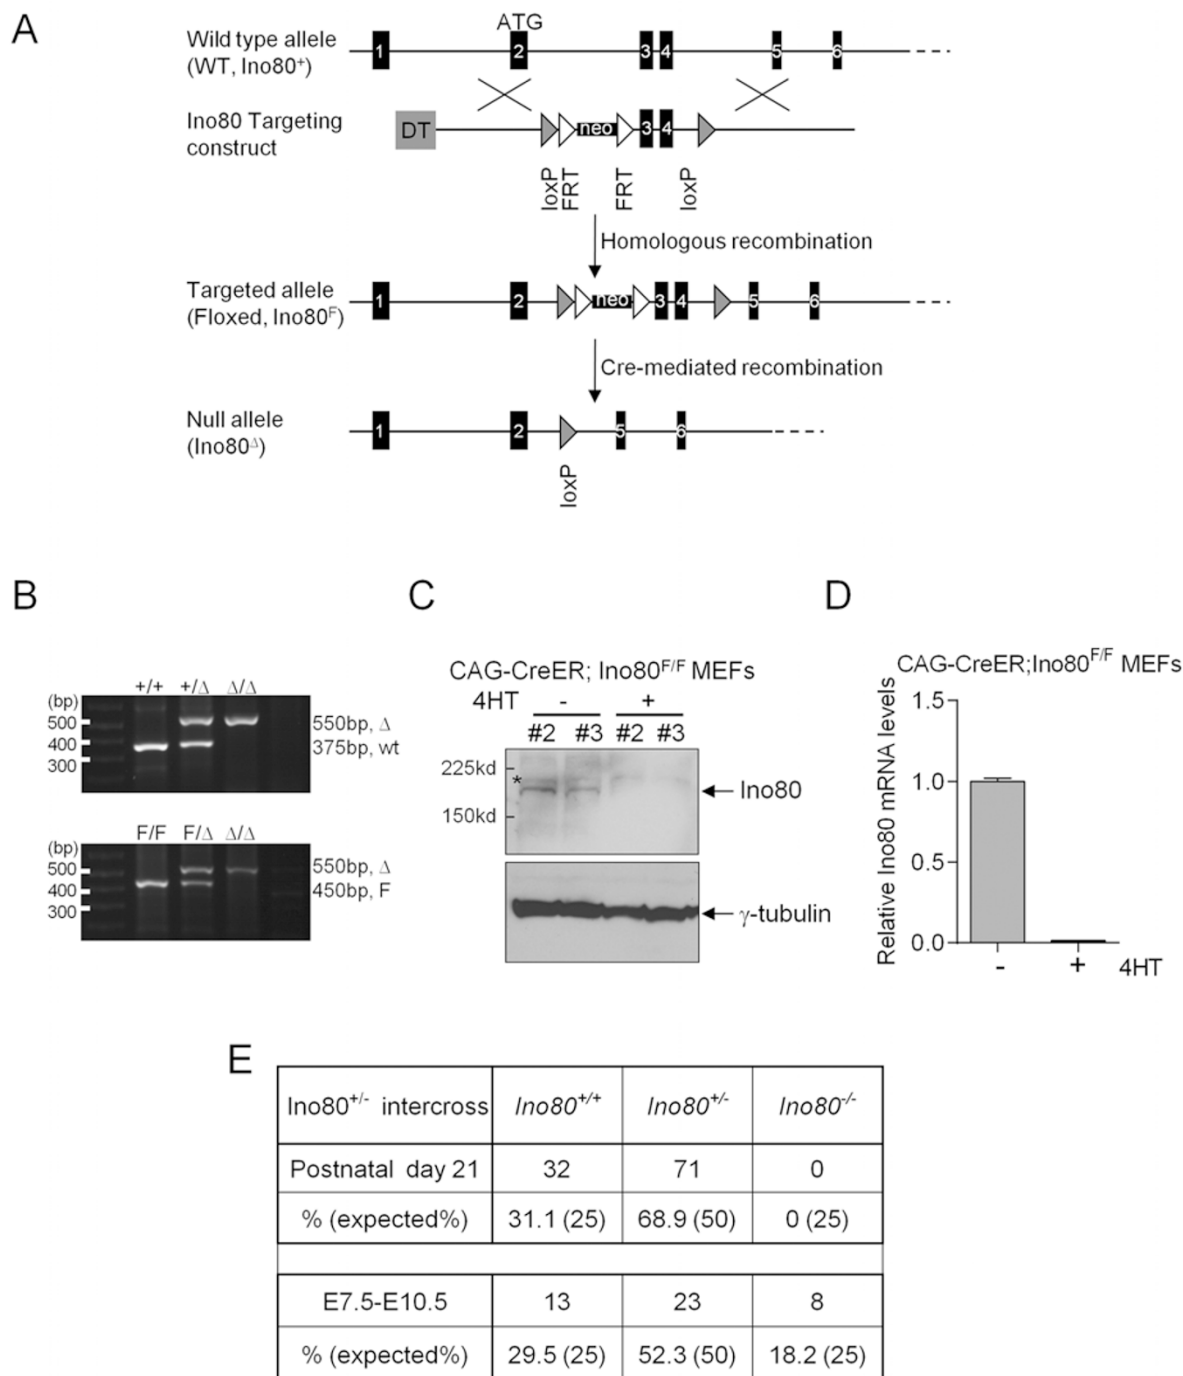 A
ATG
Wild type allele
(WT, Ino80⁺)
1 2 3 4 5 6
DT
neo 3 4
Ino80 Targeting
construct
loxP FRT FRT loxP
Homologous recombination
Targeted allele
(Floxed, Ino80ᶠ)
1 2 neo 3 4 5 6
Cre-mediated recombination
Null allele
(Ino80Δ)
1 2 5 6
loxP
B
+/+ +/Δ Δ/Δ
(bp)
500
400
300
550bp, Δ
375bp, wt
F/F F/Δ Δ/Δ
(bp)
500
400
300
550bp, Δ
450bp, F
C
CAG-CreER; Ino80F/F MEFs
4HT - +
#2 #3 #2 #3
225kd
*
150kd
Ino80
γ-tubulin
D
CAG-CreER;Ino80F/F MEFs
Relative Ino80 mRNA levels
1.5
1.0
0.5
0.0
- + 4HT
E
Ino80+/- intercross Ino80+/+ Ino80+/- Ino80-/-
Postnatal day 21 32 71 0
% (expected%) 31.1 (25) 68.9 (50) 0 (25)
E7.5-E10.5 13 23 8
% (expected%) 29.5 (25) 52.3 (50) 18.2 (25)